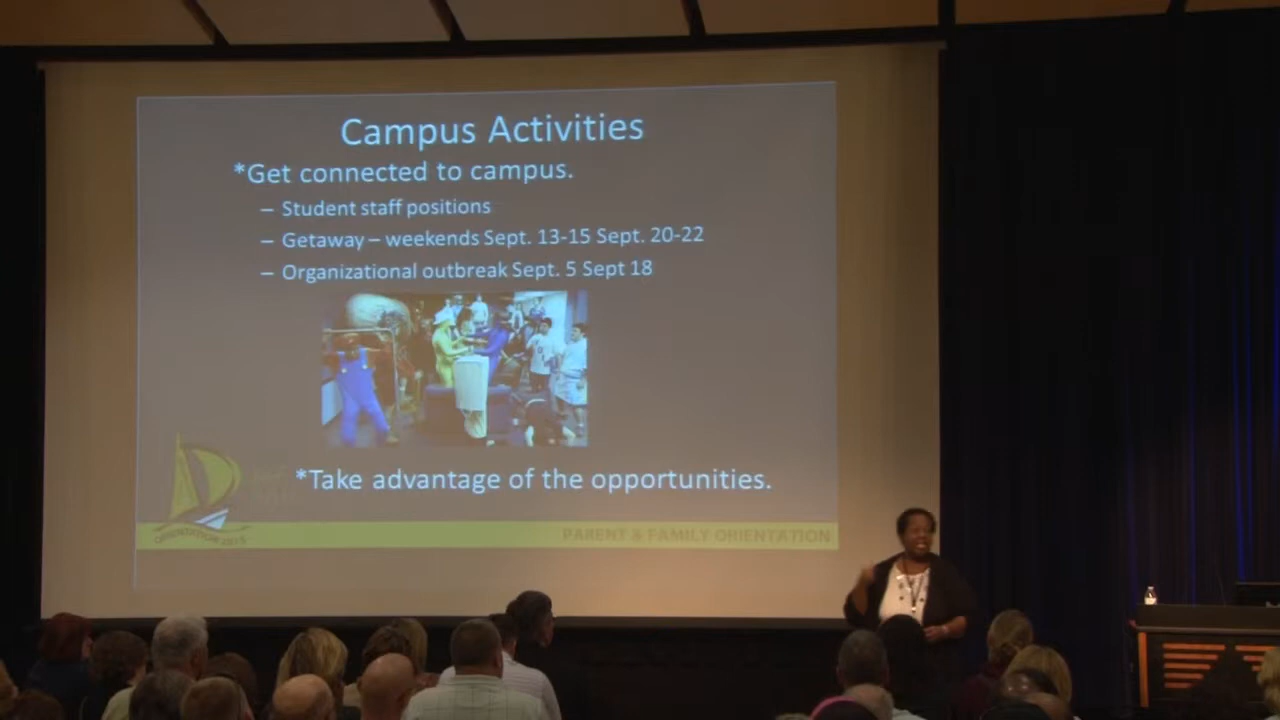 Campus Activities
*Get connected to campus.
– Student staff positions
– Getaway – weekends Sept. 13-15 Sept. 20-22
– Organizational outbreak Sept. 5 Sept 18
*Take advantage of the opportunities.
PARENT & FAMILY ORIENTATION